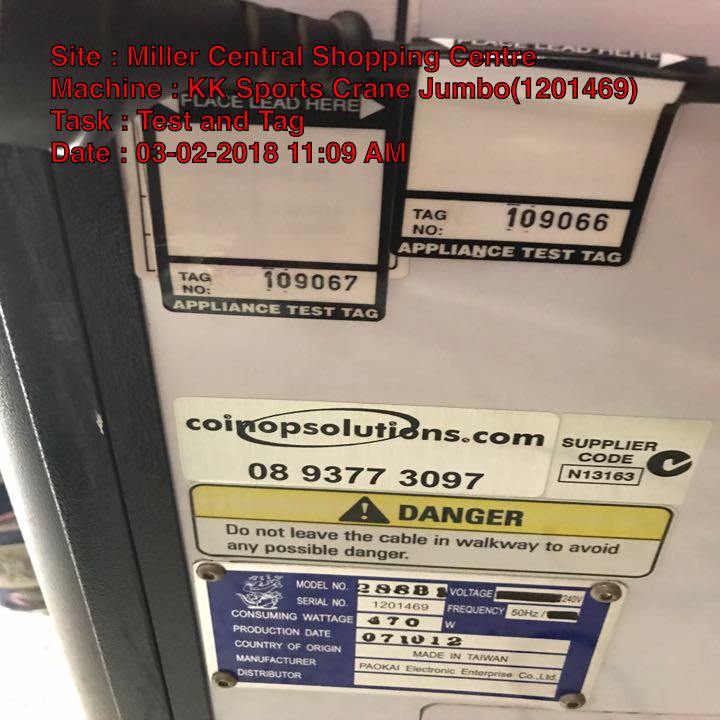 Site : Miller Central Shopping Centre
Machine : KK Sports Crane Jumbo(1201469)
Task : Test and Tag
Date : 03-02-2018 11:09 AM
PLACE LEAD HERE
PLACE LEAD HERE
TAG NO: 109066
APPLIANCE TEST TAG
TAG NO: 109067
APPLIANCE TEST TAG
coinopsolutions.com
08 9377 3097
SUPPLIER
CODE
N13163
DANGER
Do not leave the cable in walkway to avoid
any possible danger.
MODEL NO. 28881 VOLTAGE 240V
SERIAL NO. 1201469 FREQUENCY 50Hz /
CONSUMING WATTAGE 470 W
PRODUCTION DATE 071012
COUNTRY OF ORIGIN MADE IN TAIWAN
MANUFACTURER PAOKAI Electronic Enterprise Co.,Ltd.
DISTRIBUTOR